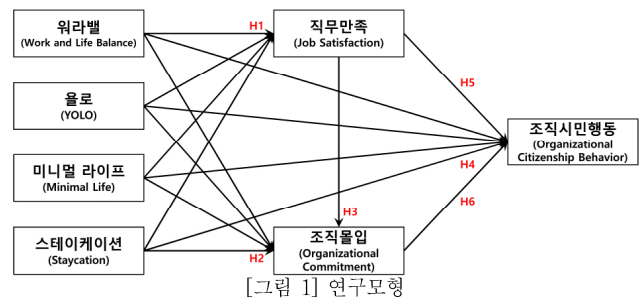 워라밸
(Work and Life Balance)
욜로
(YOLO)
미니멀 라이프
(Minimal Life)
스테이케이션
(Staycation)
H1
직무만족
(Job Satisfaction)
H3
H2
조직몰입
(Organizational
Commitment)
H5
H4
H6
조직시민행동
(Organizational
Citizenship Behavior)
[그림 1] 연구모형